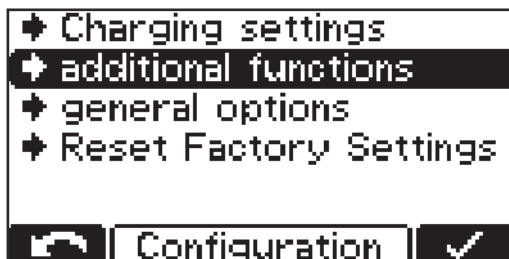 Charging settings
additional functions
general options
Reset Factory Settings
Configuration